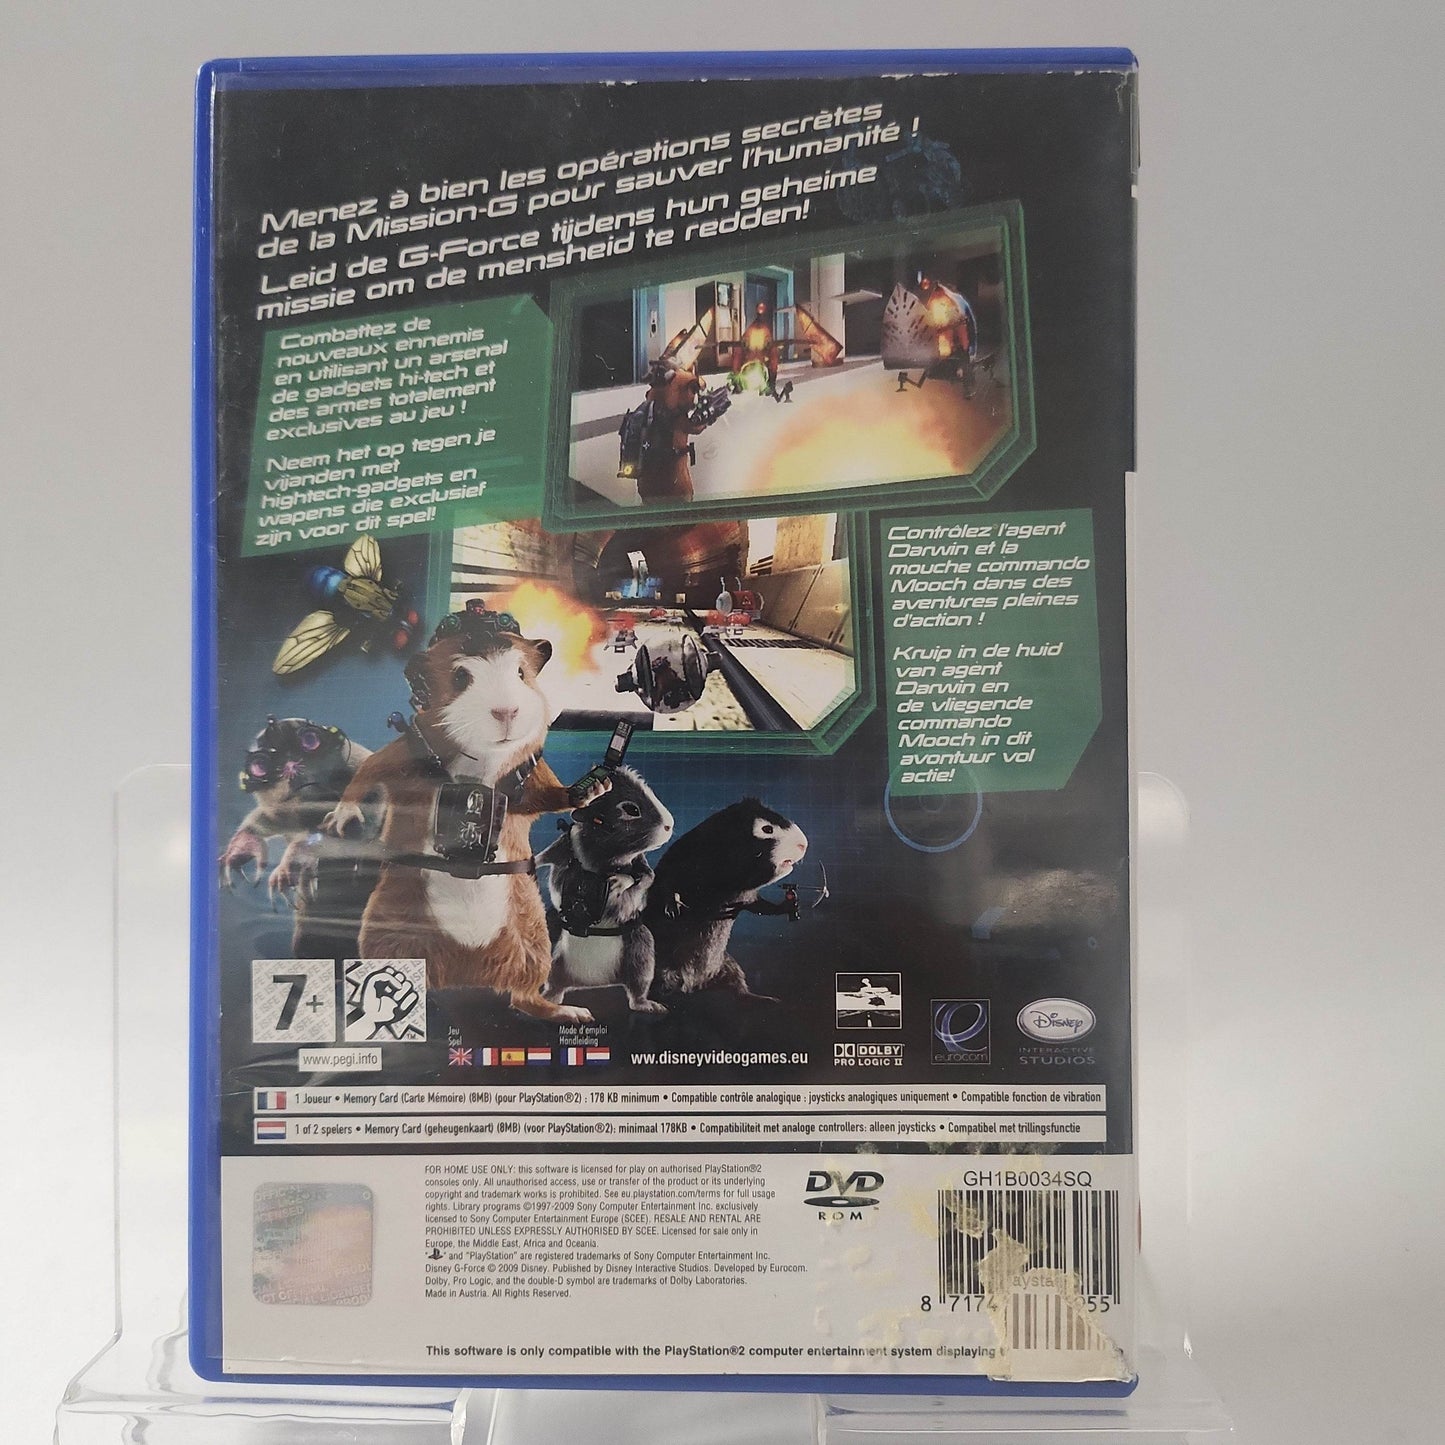 Menez à bien les opérations secrètes
de la Mission-G pour sauver l'humanité !
Leid de G-Force tijdens hun geheime
missie om de mensheid te redden!
Combattez de
nouveaux ennemis
en utilisant un arsenal
de gadgets hi-tech et
des armes totalement
exclusives au jeu !
Neem het op tegen je
vijanden met
hightech-gadgets en
wapens die exclusief
zijn voor dit spel!
Contrôlez l'agent
Darwin et la
mouche commando
Mooch dans des
aventures pleines
d'action !
Kruip in de huid
van agent
Darwin en
de vliegende
commando
Mooch in dit
avontuur vol
actie!
7+
www.pegi.info
Jeu
Spel
Mode d'emploi
Handleiding
www.disneyvideogames.eu
DOLBY
PRO LOGIC II
eurocom
Disney
INTERACTIVE
STUDIOS
1 Joueur • Memory Card (Carte Mémoire) (8MB) (pour PlayStation®2) : 178 KB minimum • Compatible contrôle analogique : joysticks analogiques uniquement • Compatible fonction de vibration
1 of 2 spelers • Memory Card (geheugenkaart) (8MB) (voor PlayStation®2): minimaal 178KB • Compatibiliteit met analoge controllers: alleen joysticks • Compatibel met trillingsfunctie
FOR HOME USE ONLY: this software is licensed for play on authorised PlayStation®2
consoles only. All unauthorised access, use or transfer of the product or its underlying
copyright and trademark works is prohibited. See eu.playstation.com/terms for full usage
rights. Library programs ©1997-2009 Sony Computer Entertainment Inc. exclusively
licensed to Sony Computer Entertainment Europe (SCEE). RESALE AND RENTAL ARE
PROHIBITED UNLESS EXPRESSLY AUTHORISED BY SCEE. Licensed for sale only in
Europe, the Middle East, Africa and Oceania.
" " and "PlayStation" are registered trademarks of Sony Computer Entertainment Inc.
Disney G-Force © 2009 Disney. Published by Disney Interactive Studios. Developed by Eurocom.
Dolby, Pro Logic, and the double-D symbol are trademarks of Dolby Laboratories.
Made in Austria. All Rights Reserved.
DVD
ROM
GH1B0034SQ
8 7174 55
This software is only compatible with the PlayStation®2 computer entertainment system displaying